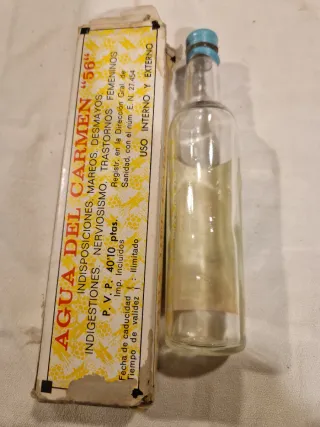 AGUA DEL CARMEN "56"
INDISPOSICIONES, MAREOS, DESMAYOS,
INDIGESTIONES, NERVIOSISMO, TRASTORNOS FEMENINOS
P. V. P. 40'10 ptas.
Imp. Incluidos
Registr. en la Dirección Gral de
Sanidad, con el núm. E. N. 27.454
Fecha de caducidad
Tiempo de validez : ilimitado
USO INTERNO Y EXTERNO